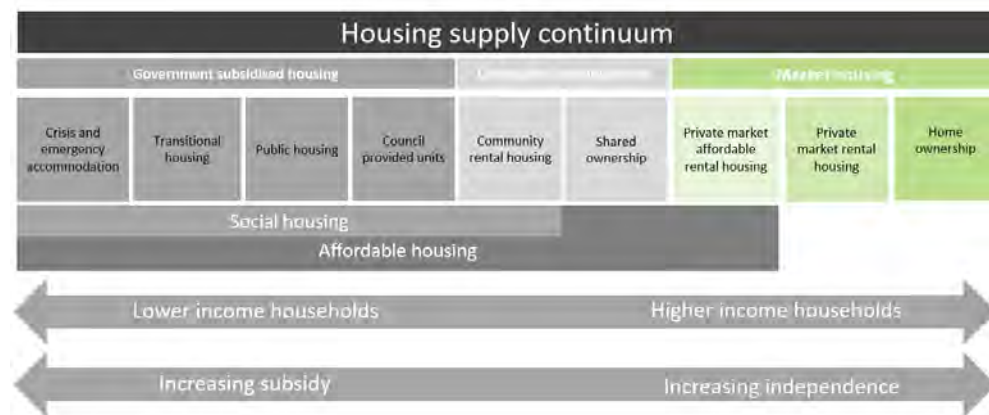 Housing supply continuum
Government subsidised housing
Market housing
Crisis and
emergency
accommodation
Transitional
housing
Public housing
Council
provided units
Community
rental housing
Shared
ownership
Private market
affordable
rental housing
Private
market rental
housing
Home
ownership
Social housing
Affordable housing
Lower income households
Higher income households
Increasing subsidy
Increasing independence